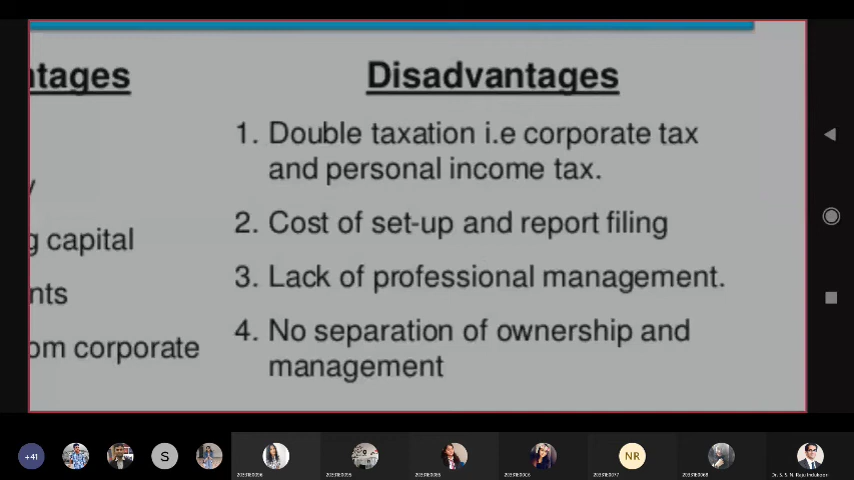 ntages
Disadvantages
1. Double taxation i.e corporate tax
and personal income tax.
y
2. Cost of set-up and report filing
g capital
3. Lack of professional management.
nts
4. No separation of ownership and
om corporate
management
+41
S
NR